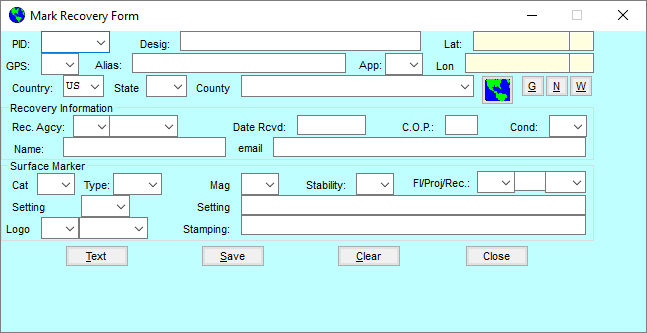 Mark Recovery Form
PID: Desig: Lat:
GPS: Alias: App: Lon
Country: US State County G N W
Recovery Information
Rec. Agcy: Date Rcvd: C.O.P.: Cond:
Name: email
Surface Marker
Cat Type: Mag Stability: Fl/Proj/Rec.:
Setting Setting
Logo Stamping:
Text Save Clear Close